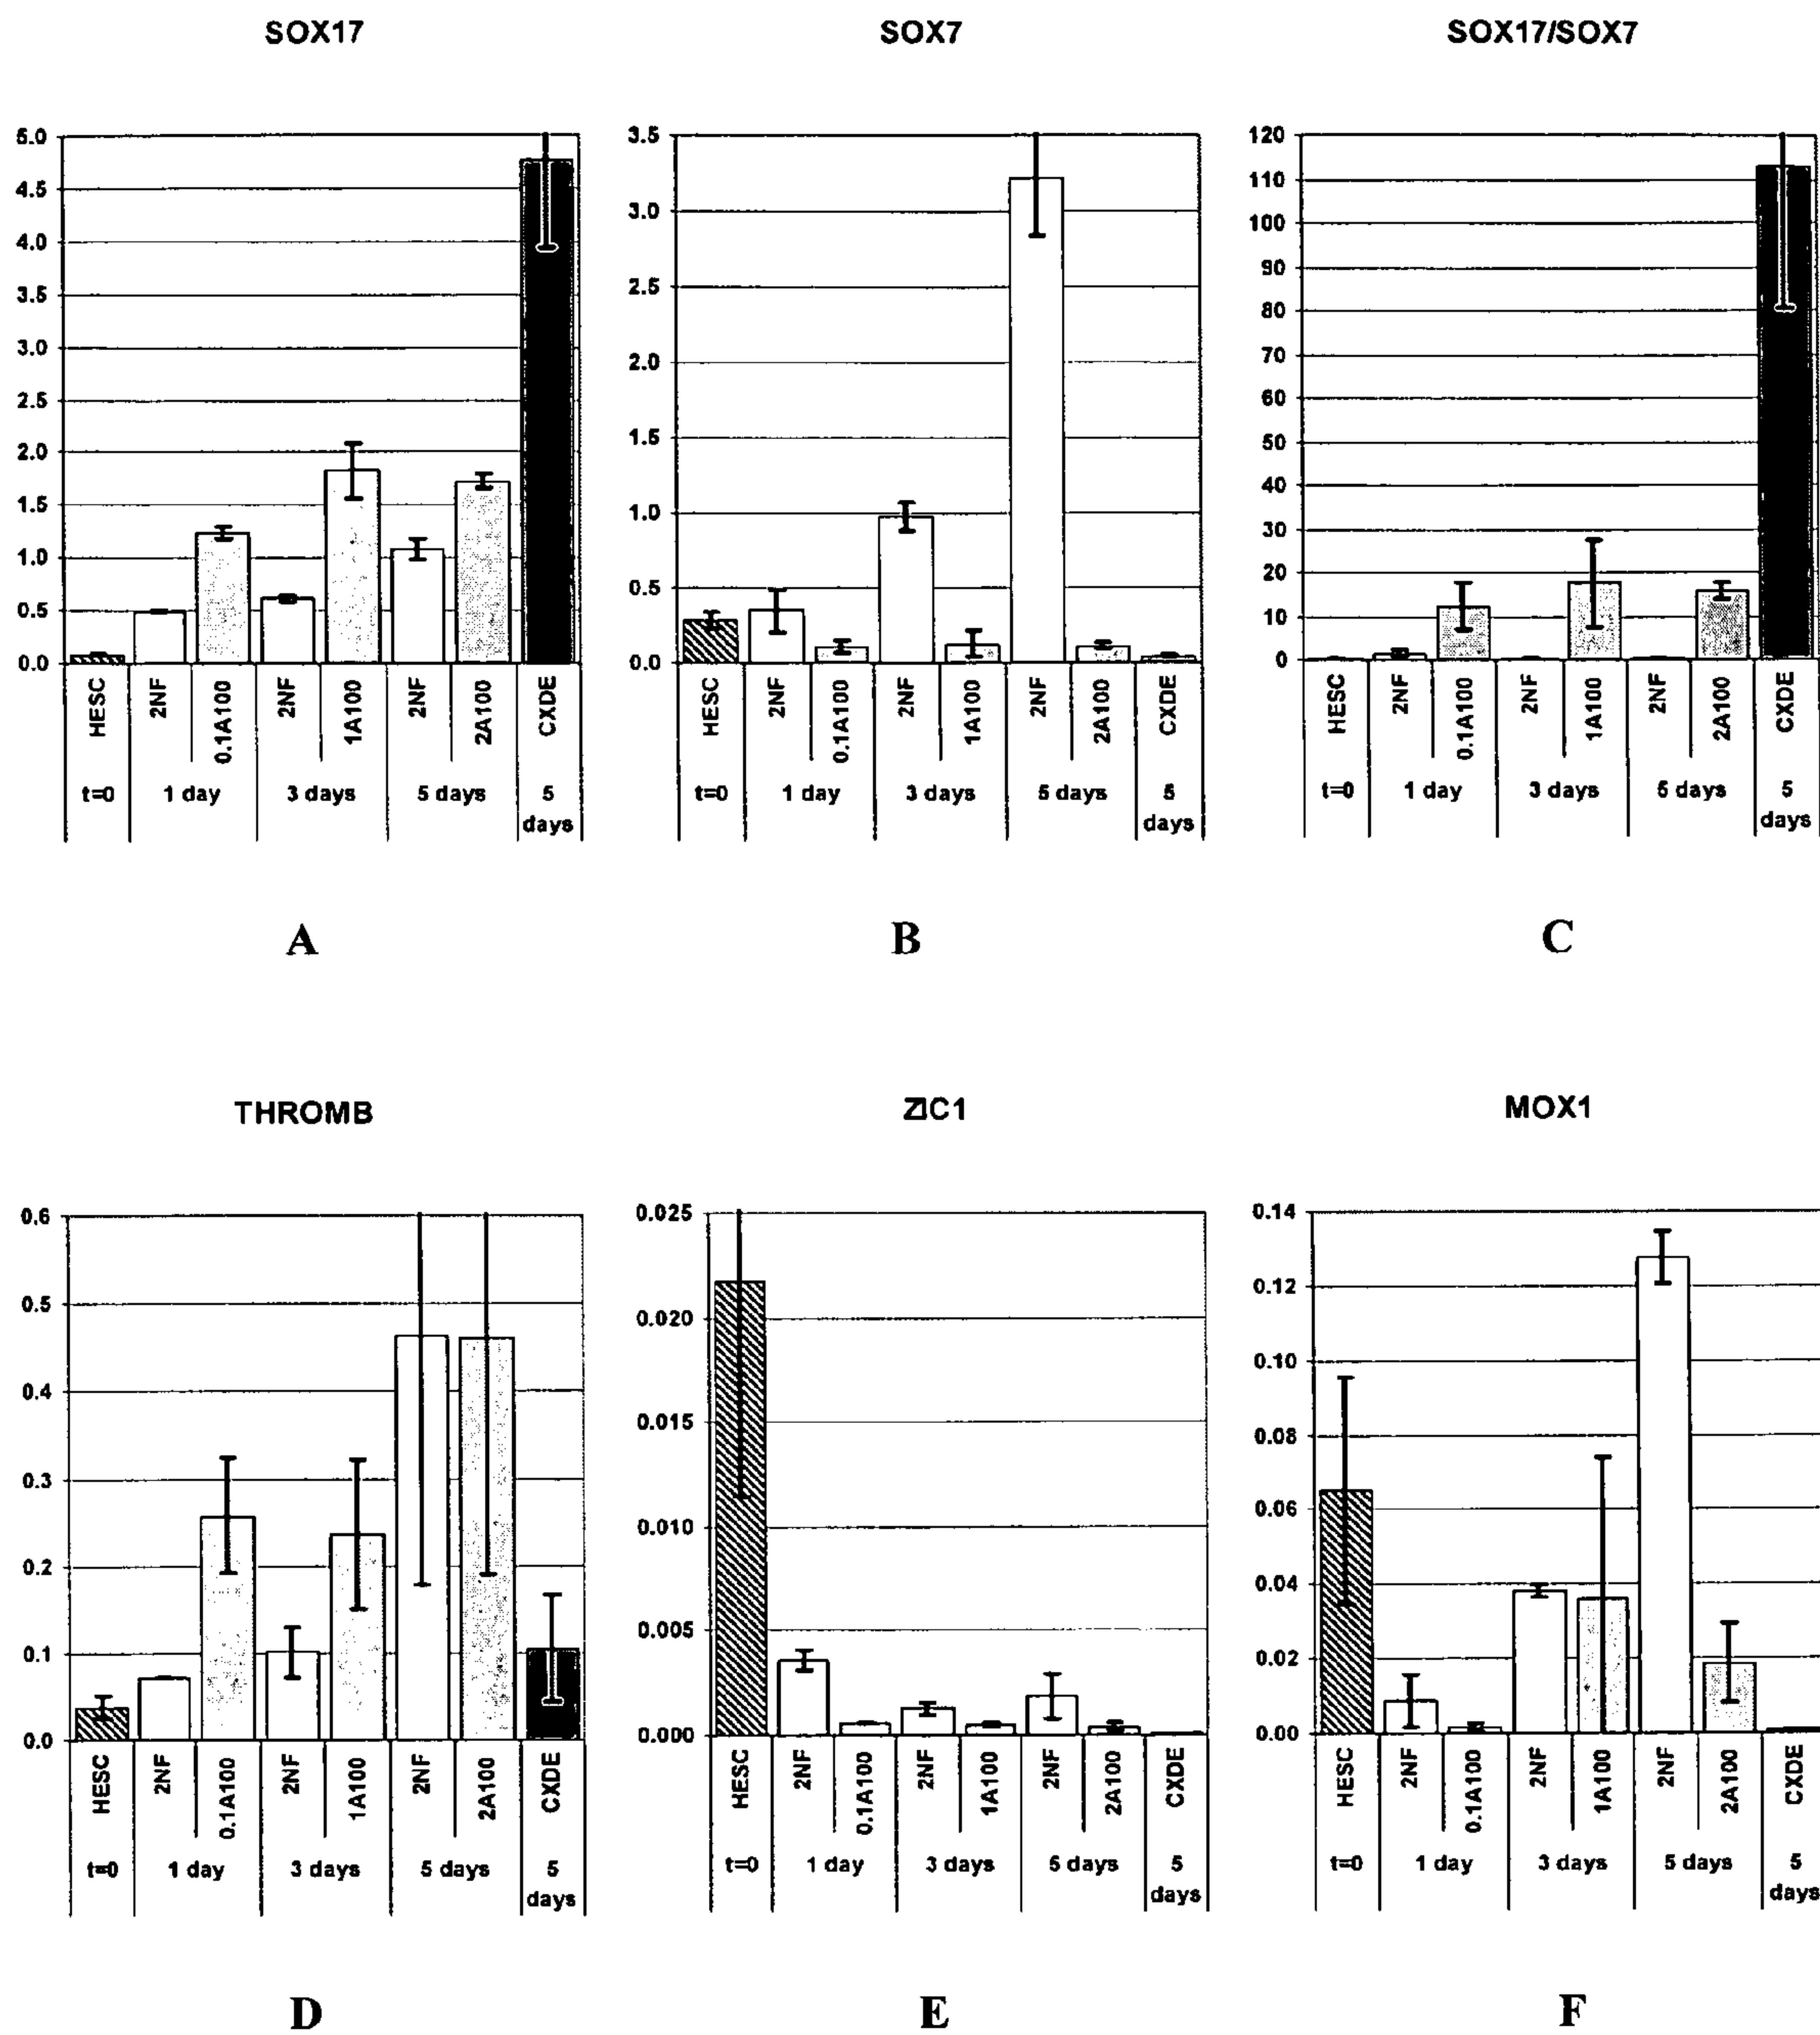 SOX17 SOX7 SOX17/SOX7
5.0
4.5
4.0
3.5
3.0
2.5
2.0
1.5
1.0
0.5
0.0
HESC 2NF 0.1A100 2NF 1A100 2NF 2A100 CXDE
t=0 1 day 3 days 5 days 5
days
3.5
3.0
2.5
2.0
1.5
1.0
0.5
0.0
HESC 2NF 0.1A100 2NF 1A100 2NF 2A100 CXDE
t=0 1 day 3 days 5 days 5
days
120
110
100
90
80
70
60
50
40
30
20
10
0
HESC 2NF 0.1A100 2NF 1A100 2NF 2A100 CXDE
t=0 1 day 3 days 5 days 5
days
A B C
THROMB ZIC1 MOX1
0.6
0.5
0.4
0.3
0.2
0.1
0.0
HESC 2NF 0.1A100 2NF 1A100 2NF 2A100 CXDE
t=0 1 day 3 days 5 days 5
days
0.025
0.020
0.015
0.010
0.005
0.000
HESC 2NF 0.1A100 2NF 1A100 2NF 2A100 CXDE
t=0 1 day 3 days 5 days 5
days
0.14
0.12
0.10
0.08
0.06
0.04
0.02
0.00
HESC 2NF 0.1A100 2NF 1A100 2NF 2A100 CXDE
t=0 1 day 3 days 5 days 5
days
D E F